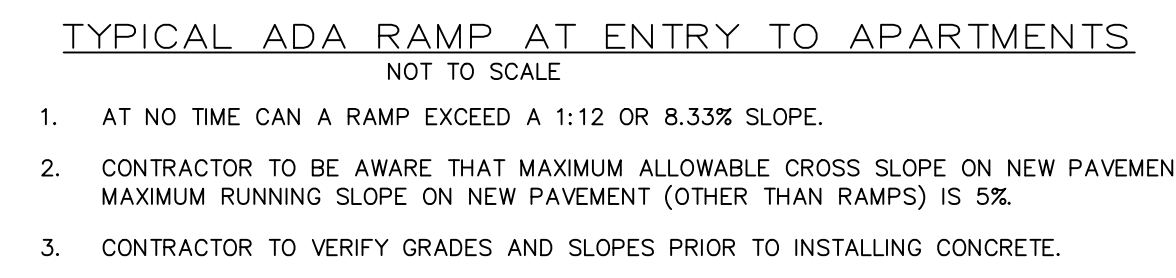 TYPICAL ADA RAMP AT ENTRY TO APARTMENTS
NOT TO SCALE
1. AT NO TIME CAN A RAMP EXCEED A 1:12 OR 8.33% SLOPE.
2. CONTRACTOR TO BE AWARE THAT MAXIMUM ALLOWABLE CROSS SLOPE ON NEW PAVEMEN
MAXIMUM RUNNING SLOPE ON NEW PAVEMENT (OTHER THAN RAMPS) IS 5%.
3. CONTRACTOR TO VERIFY GRADES AND SLOPES PRIOR TO INSTALLING CONCRETE.